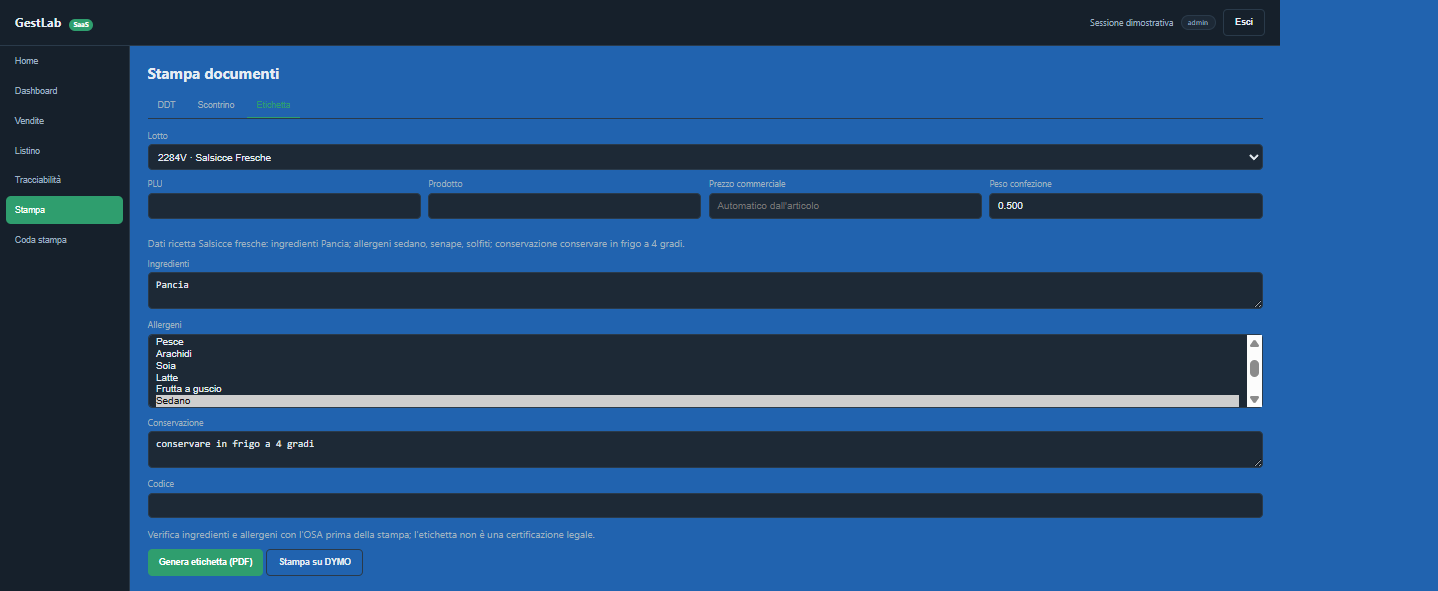 GestLab SaaS
Sessione dimostrativa admin Esci
Home
Dashboard
Vendite
Listino
Tracciabilità
Stampa
Coda stampa
Stampa documenti
DDT Scontrino Etichetta
Lotto
2284V · Salsicce Fresche
PLU Prodotto Prezzo commerciale Peso confezione
Automatico dall'articolo 0.500
Dati ricetta Salsicce fresche: ingredienti Pancia; allergeni sedano, senape, solfiti; conservazione conservare in frigo a 4 gradi.
Ingredienti
Pancia
Allergeni
Pesce
Arachidi
Soia
Latte
Frutta a guscio
Sedano
Conservazione
conservare in frigo a 4 gradi
Codice
Verifica ingredienti e allergeni con l'OSA prima della stampa; l'etichetta non è una certificazione legale.
Genera etichetta (PDF) Stampa su DYMO